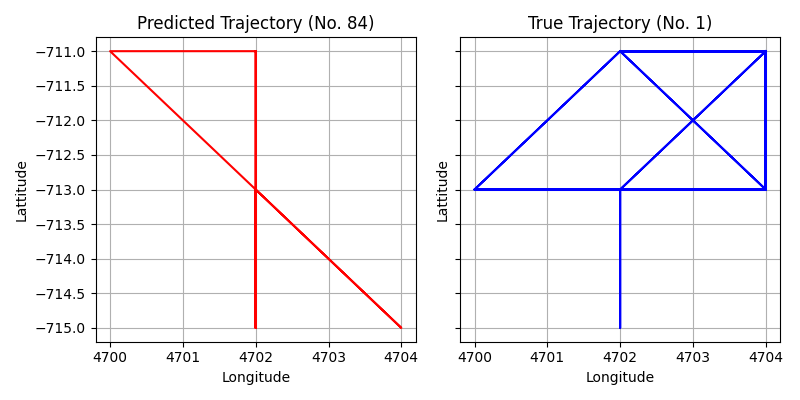 Predicted Trajectory (No. 84)
True Trajectory (No. 1)
−711.0
−711.5
−712.0
−712.5
−713.0
−713.5
−714.0
−714.5
−715.0
Lattitude
Lattitude
4700 4701 4702 4703 4704
4700 4701 4702 4703 4704
Longitude
Longitude